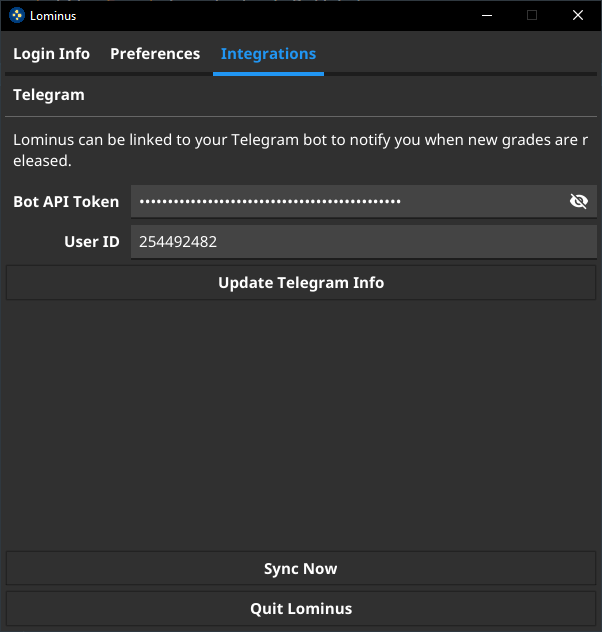 Lominus
Login Info Preferences Integrations
Telegram
Lominus can be linked to your Telegram bot to notify you when new grades are r
eleased.
Bot API Token ••••••••••••••••••••••••••••••••••••••••••••••
User ID 254492482
Update Telegram Info
Sync Now
Quit Lominus